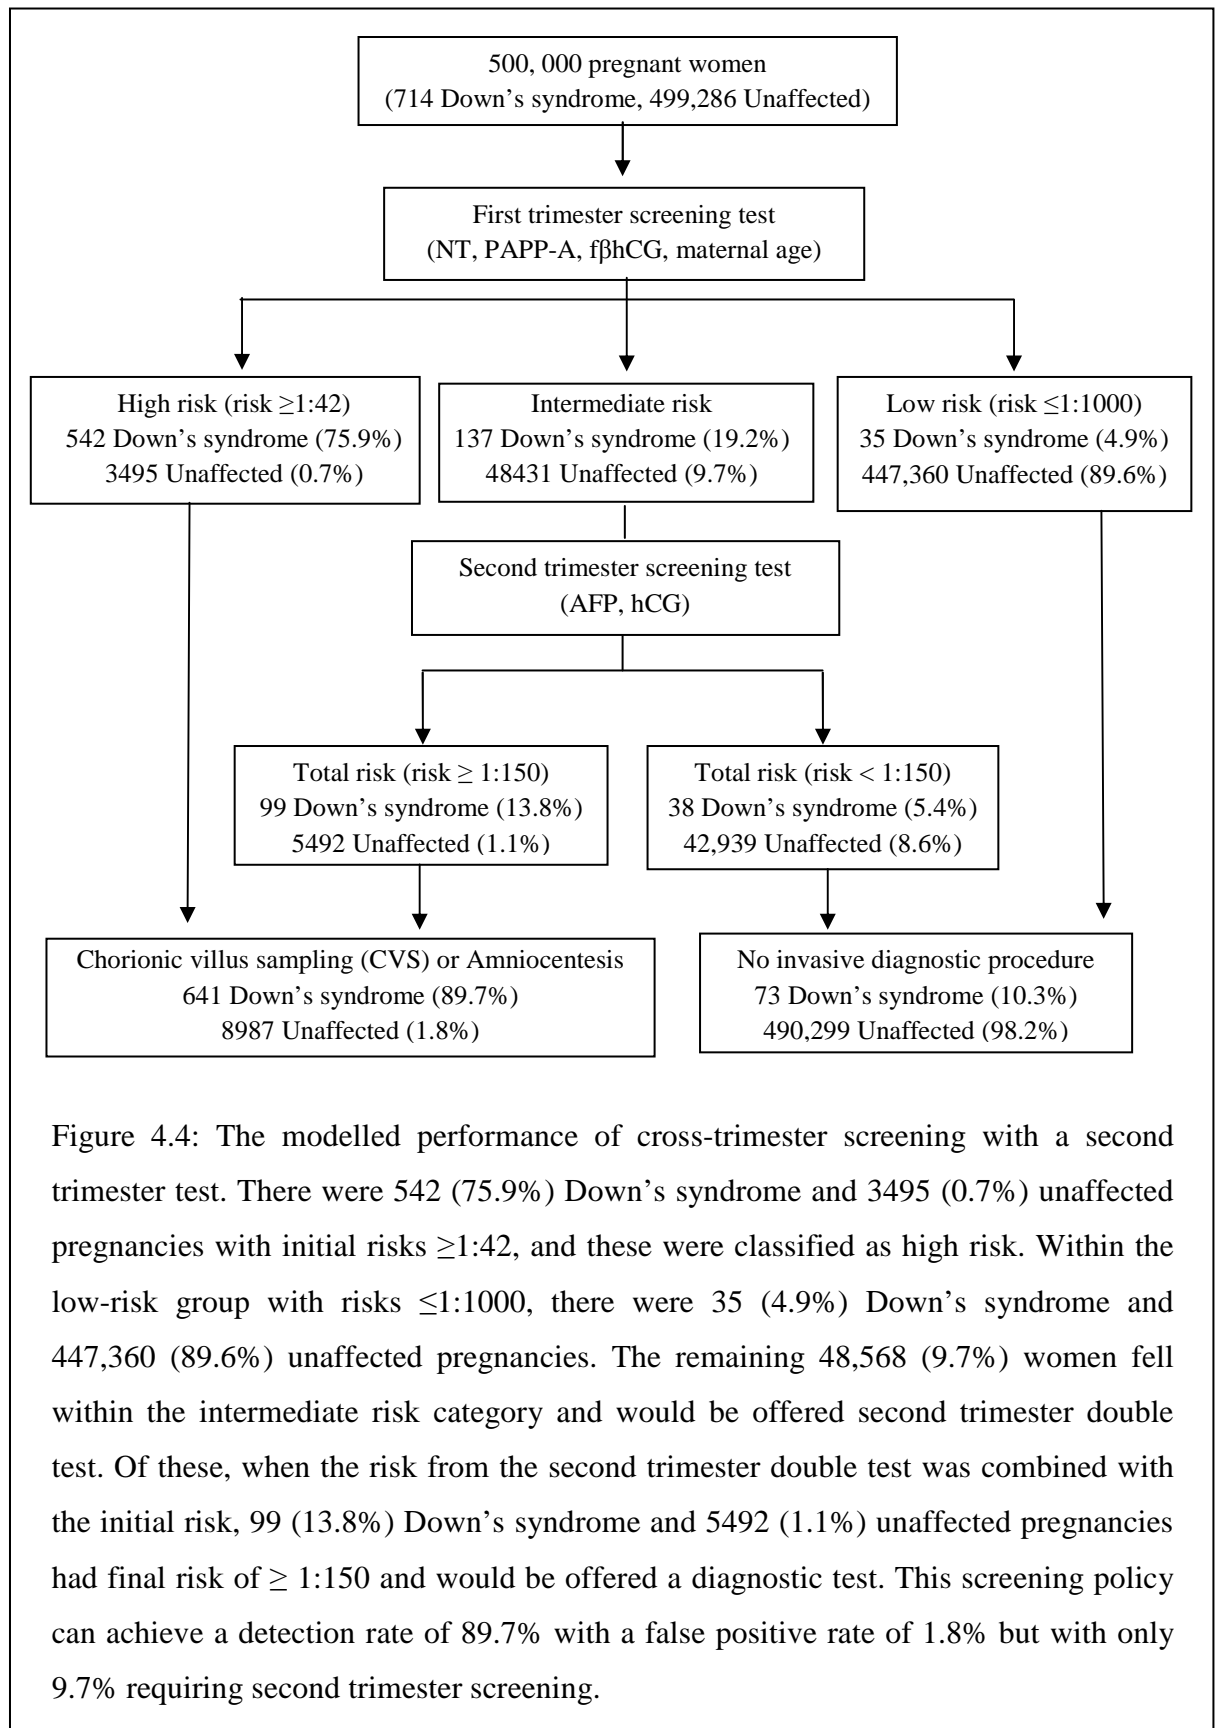 500, 000 pregnant women
(714 Down’s syndrome, 499,286 Unaffected)
First trimester screening test
(NT, PAPP-A, fβhCG, maternal age)
High risk (risk ≥1:42)
542 Down’s syndrome (75.9%)
3495 Unaffected (0.7%)
Intermediate risk
137 Down’s syndrome (19.2%)
48431 Unaffected (9.7%)
Low risk (risk ≤1:1000)
35 Down’s syndrome (4.9%)
447,360 Unaffected (89.6%)
Second trimester screening test
(AFP, hCG)
Total risk (risk ≥ 1:150)
99 Down’s syndrome (13.8%)
5492 Unaffected (1.1%)
Total risk (risk < 1:150)
38 Down’s syndrome (5.4%)
42,939 Unaffected (8.6%)
Chorionic villus sampling (CVS) or Amniocentesis
641 Down’s syndrome (89.7%)
8987 Unaffected (1.8%)
No invasive diagnostic procedure
73 Down’s syndrome (10.3%)
490,299 Unaffected (98.2%)
Figure 4.4: The modelled performance of cross-trimester screening with a second
trimester test. There were 542 (75.9%) Down’s syndrome and 3495 (0.7%) unaffected
pregnancies with initial risks ≥1:42, and these were classified as high risk. Within the
low-risk group with risks ≤1:1000, there were 35 (4.9%) Down’s syndrome and
447,360 (89.6%) unaffected pregnancies. The remaining 48,568 (9.7%) women fell
within the intermediate risk category and would be offered second trimester double
test. Of these, when the risk from the second trimester double test was combined with
the initial risk, 99 (13.8%) Down’s syndrome and 5492 (1.1%) unaffected pregnancies
had final risk of ≥ 1:150 and would be offered a diagnostic test. This screening policy
can achieve a detection rate of 89.7% with a false positive rate of 1.8% but with only
9.7% requiring second trimester screening.